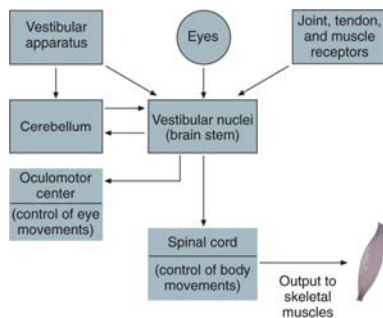 Vestibular
apparatus
Eyes
Joint, tendon,
and muscle
receptors
Cerebellum
Vestibular nuclei
(brain stem)
Oculomotor
center
(control of eye
movements)
Spinal cord
(control of body
movements)
Output to
skeletal
muscles